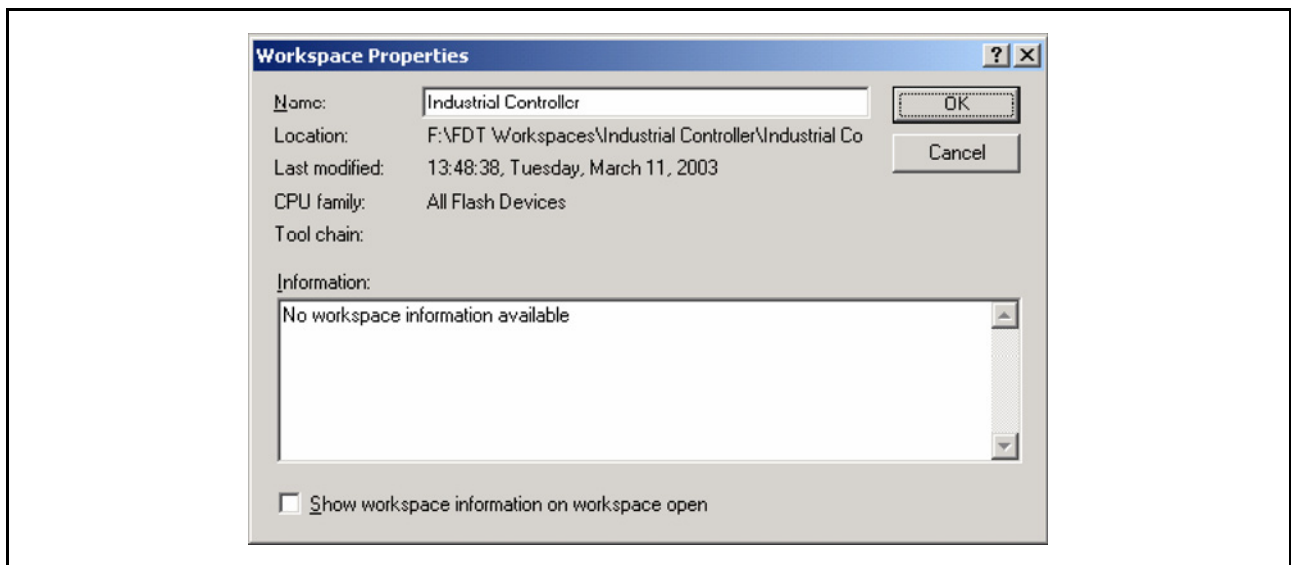 Workspace Properties
Name: Industrial Controller OK
Location: F:\FDT Workspaces\Industrial Controller\Industrial Co
Last modified: 13:48:38, Tuesday, March 11, 2003 Cancel
CPU family: All Flash Devices
Tool chain:
Information:
No workspace information available
Show workspace information on workspace open